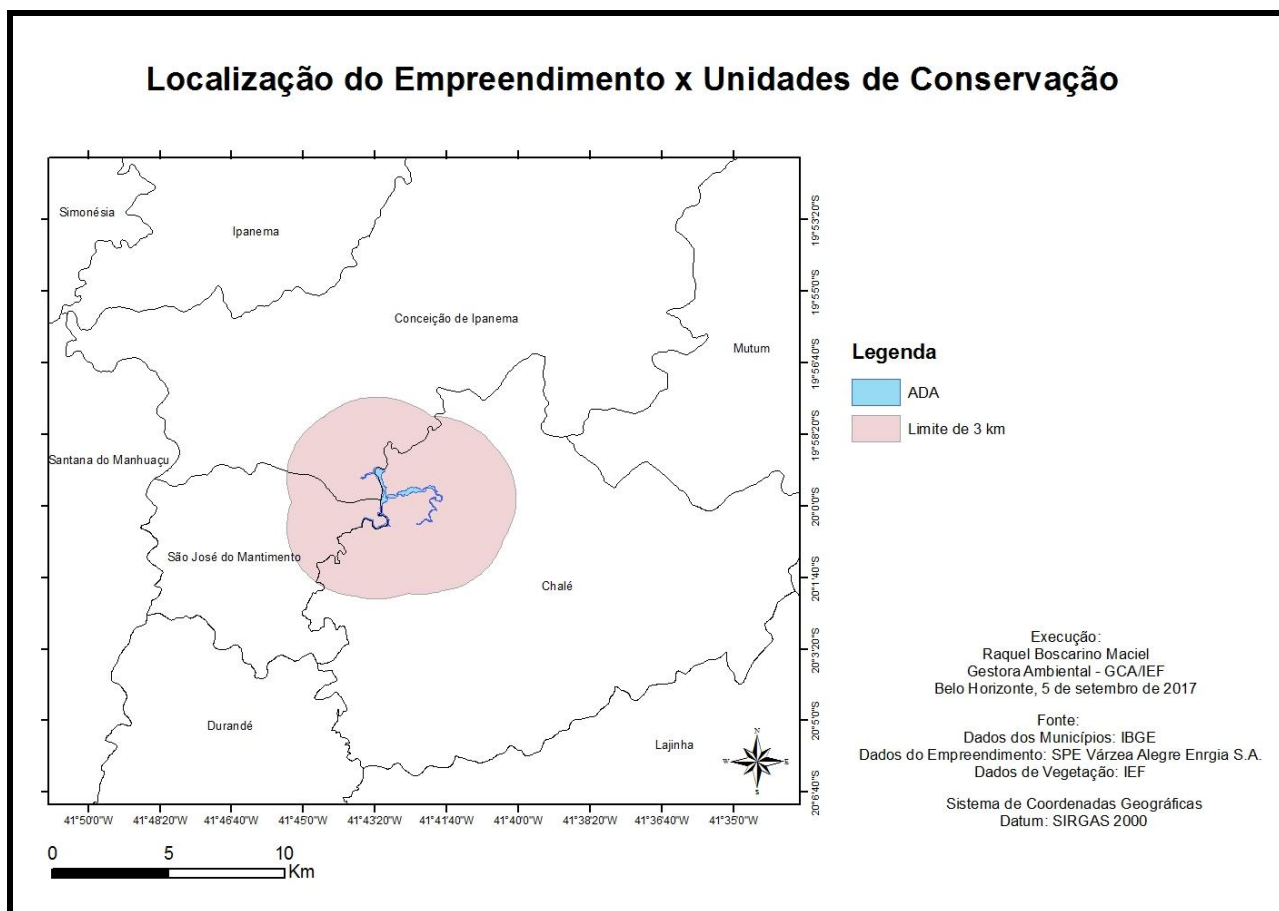 Localização do Empreendimento x Unidades de Conservação
Simonésia
Ipanema
Conceição de Ipanema
Mutum
Santana do Manhuaçu
São José do Mantimento
Chalé
Durandé
Lajinha
N
W
E
S
19°53'20"S
19°55'0"S
19°56'40"S
19°58'20"S
20°0'0"S
20°1'40"S
20°3'20"S
20°5'0"S
20°6'40"S
41°50'0"W 41°48'20"W 41°46'40"W 41°45'0"W 41°43'20"W 41°41'40"W 41°40'0"W 41°38'20"W 41°36'40"W 41°35'0"W
0 5 10
Km
Legenda
ADA
Limite de 3 km
Execução:
Raquel Boscarino Maciel
Gestora Ambiental - GCA/IEF
Belo Horizonte, 5 de setembro de 2017
Fonte:
Dados dos Municípios: IBGE
Dados do Empreendimento: SPE Várzea Alegre Enrgia S.A.
Dados de Vegetação: IEF
Sistema de Coordenadas Geográficas
Datum: SIRGAS 2000